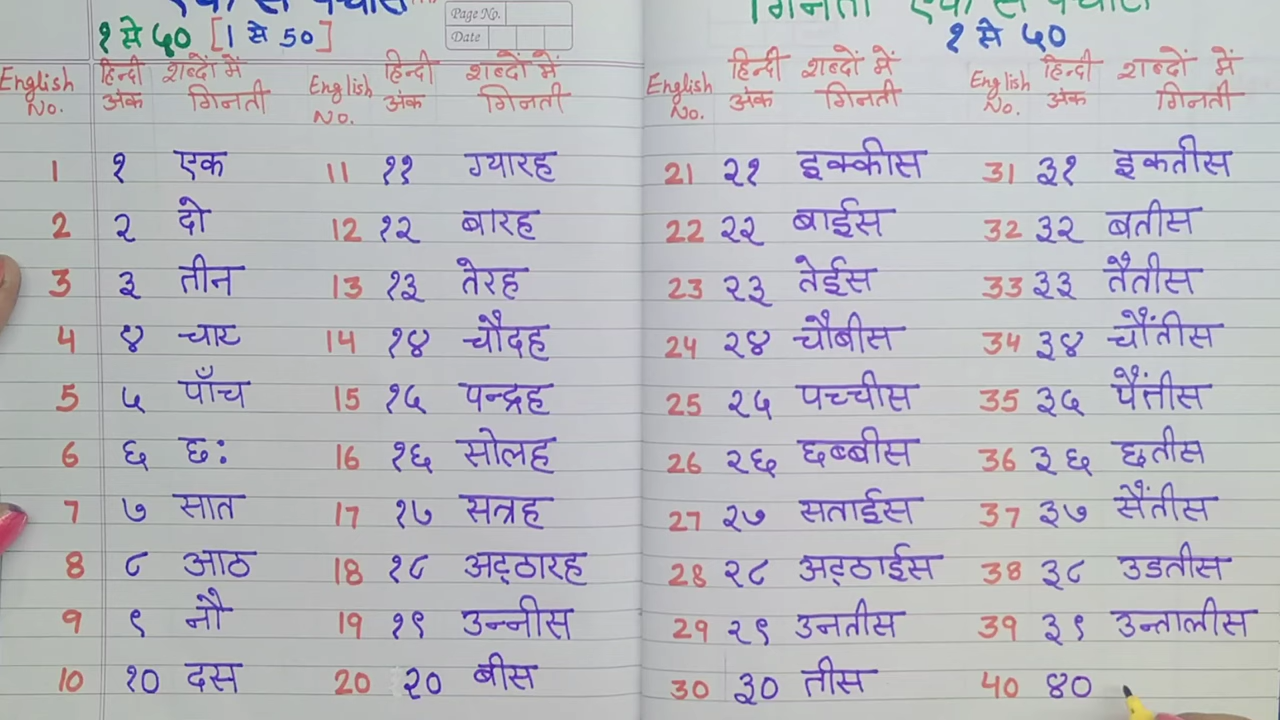 एक से पचास
१ से ५० [1 से 50]
Page No.
Date
English No. हिन्दी अंक शब्दों में गिनती English No. हिन्दी अंक शब्दों में गिनती
1 १ एक 11 ११ ग्यारह
2 २ दो 12 १२ बारह
3 ३ तीन 13 १३ तेरह
4 ४ चार 14 १४ चौदह
5 ५ पाँच 15 १५ पन्द्रह
6 ६ छः 16 १६ सोलह
7 ७ सात 17 १७ सत्रह
8 ८ आठ 18 १८ अट्ठारह
9 ९ नौ 19 १९ उन्नीस
10 १० दस 20 २० बीस
गिनती एक से पचास
१ से ५०
English No. हिन्दी अंक शब्दों में गिनती English No. हिन्दी अंक शब्दों में गिनती
21 २१ इक्कीस 31 ३१ इकतीस
22 २२ बाईस 32 ३२ बतीस
23 २३ तेईस 33 ३३ तैतीस
24 २४ चौबीस 34 ३४ चौंतीस
25 २५ पच्चीस 35 ३५ पैंतीस
26 २६ छब्बीस 36 ३६ छतीस
27 २७ सताईस 37 ३७ सैंतीस
28 २८ अट्ठाईस 38 ३८ उडतीस
29 २९ उनतीस 39 ३९ उन्तालीस
30 ३० तीस 40 ४०